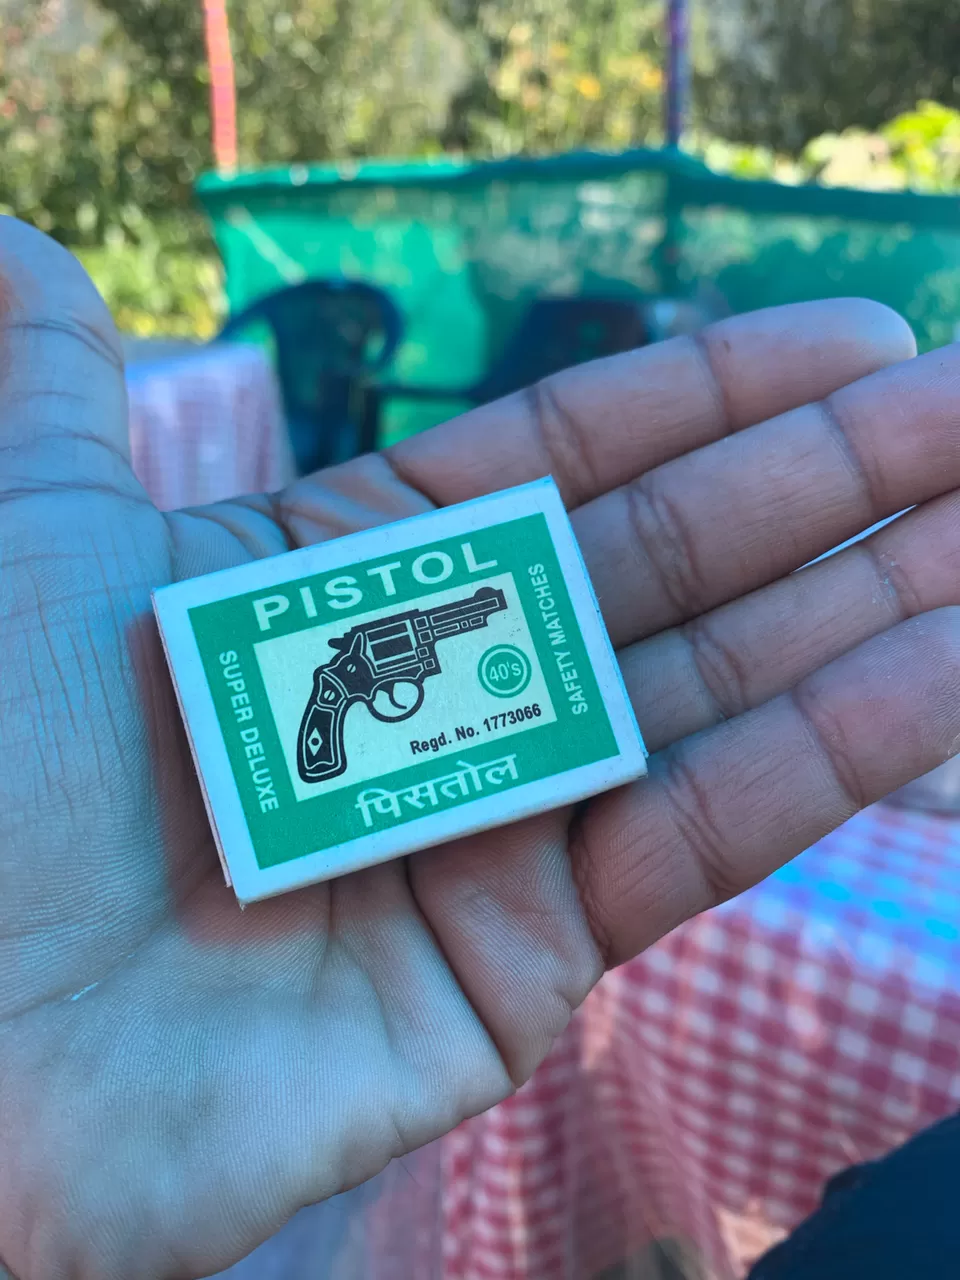 PISTOL
SUPER DELUXE
SAFETY MATCHES
40's
Regd. No. 1773066
पिसतोल